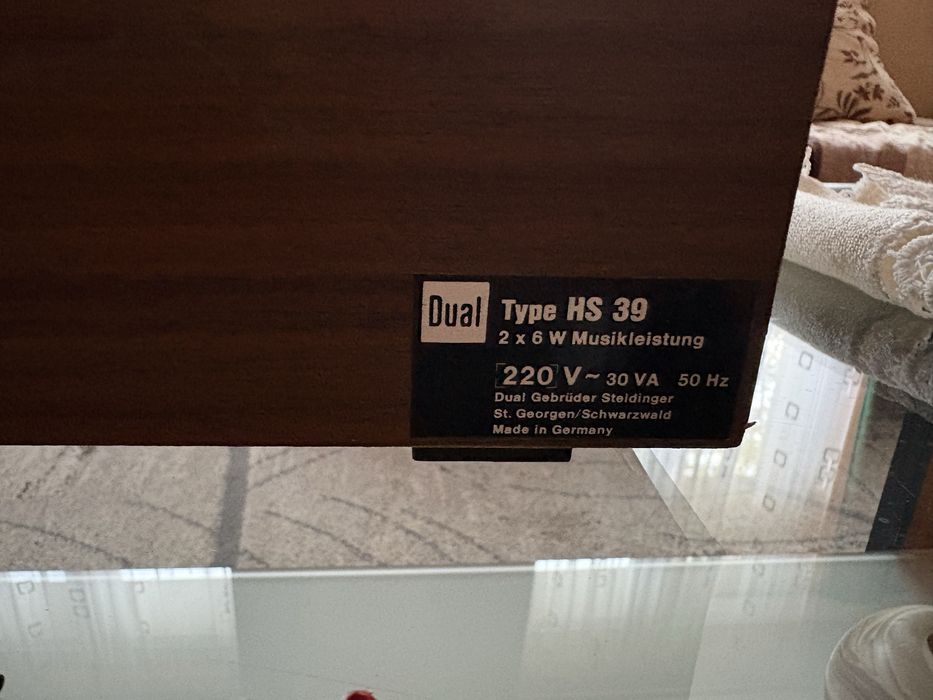 Dual Type HS 39
2 x 6 W Musikleistung
220 V ~ 30 VA 50 Hz
Dual Gebrüder Steidinger
St. Georgen/Schwarzwald
Made in Germany